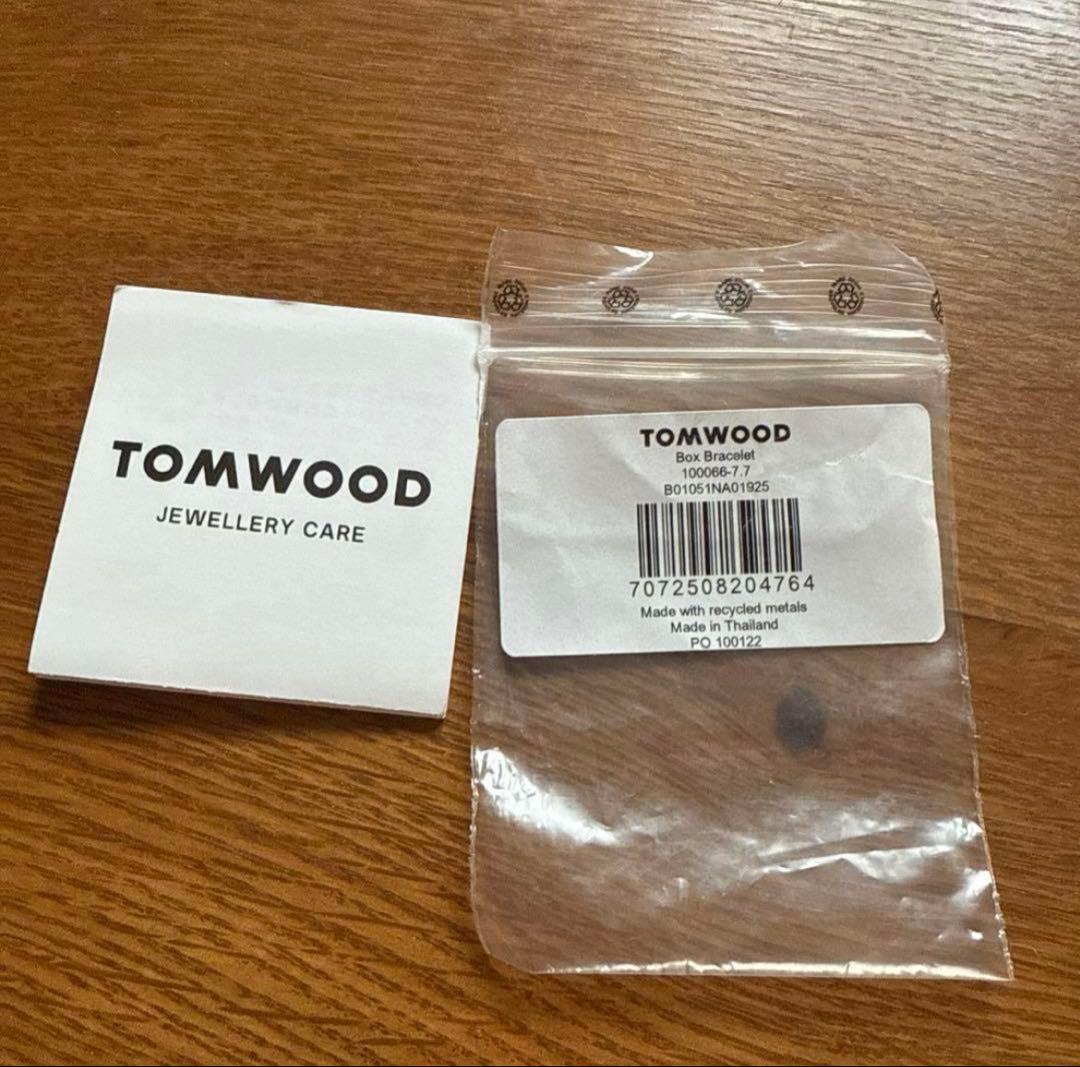 TOMWOOD
JEWELLERY CARE
TOMWOOD
Box Bracelet
100066-7.7
B01051NA01925
7072508204764
Made with recycled metals
Made in Thailand
PO 100122